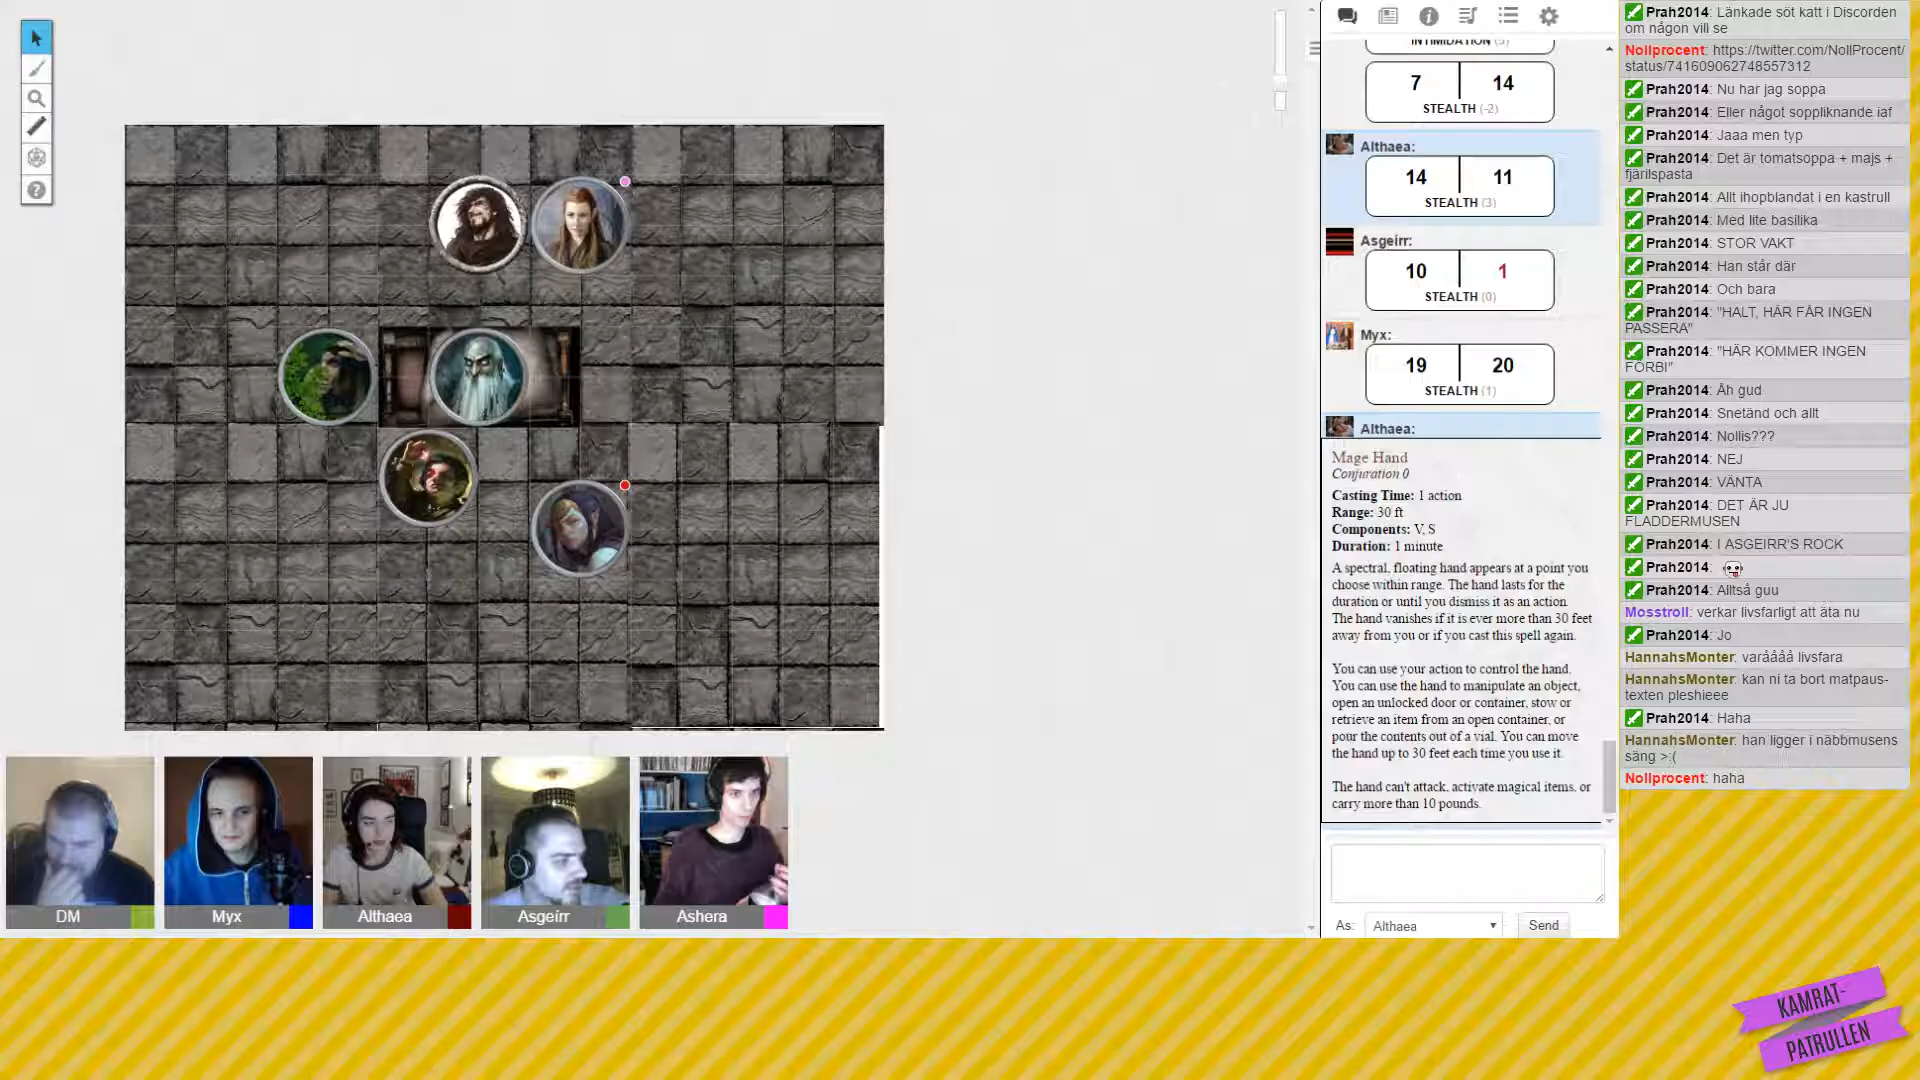 INTIMIDATION (5)
7 14
STEALTH (-2)
Althaea:
14 11
STEALTH (3)
Asgeirr:
10 1
STEALTH (0)
Myx:
19 20
STEALTH (1)
Althaea:
Mage Hand
Conjuration 0
Casting Time: 1 action
Range: 30 ft
Components: V, S
Duration: 1 minute
A spectral, floating hand appears at a point you
choose within range. The hand lasts for the
duration or until you dismiss it as an action.
The hand vanishes if it is ever more than 30 feet
away from you or if you cast this spell again.
You can use your action to control the hand.
You can use the hand to manipulate an object,
open an unlocked door or container, stow or
retrieve an item from an open container, or
pour the contents out of a vial. You can move
the hand up to 30 feet each time you use it.
The hand can't attack, activate magical items, or
carry more than 10 pounds.
As: Althaea Send
Prah2014: Länkade söt katt i Discorden
om någon vill se
Nollprocent: https://twitter.com/NollProcent/
status/741609062748557312
Prah2014: Nu har jag soppa
Prah2014: Eller något soppliknande iaf
Prah2014: Jaaa men typ
Prah2014: Det är tomatsoppa + majs +
fjärilspasta
Prah2014: Allt ihopblandat i en kastrull
Prah2014: Med lite basilika
Prah2014: STOR VAKT
Prah2014: Han står där
Prah2014: Och bara
Prah2014: "HALT, HÄR FÅR INGEN
PASSERA"
Prah2014: "HÄR KOMMER INGEN
FÖRBI"
Prah2014: Åh gud
Prah2014: Snetänd och allt
Prah2014: Nollis???
Prah2014: NEJ
Prah2014: VÄNTA
Prah2014: DET ÄR JU
FLADDERMUSEN
Prah2014: I ASGEIRR'S ROCK
Prah2014:
Prah2014: Alltså guu
Mosstroll: verkar livsfarligt att äta nu
Prah2014: Jo
HannahsMonter: varåååå livsfara
HannahsMonter: kan ni ta bort matpaus-
texten pleshieee
Prah2014: Haha
HannahsMonter: han ligger i näbbmusens
säng >:(
Nollprocent: haha
DM
Myx
Althaea
Asgeírr
Ashera
KAMRAT-
PATRULLEN